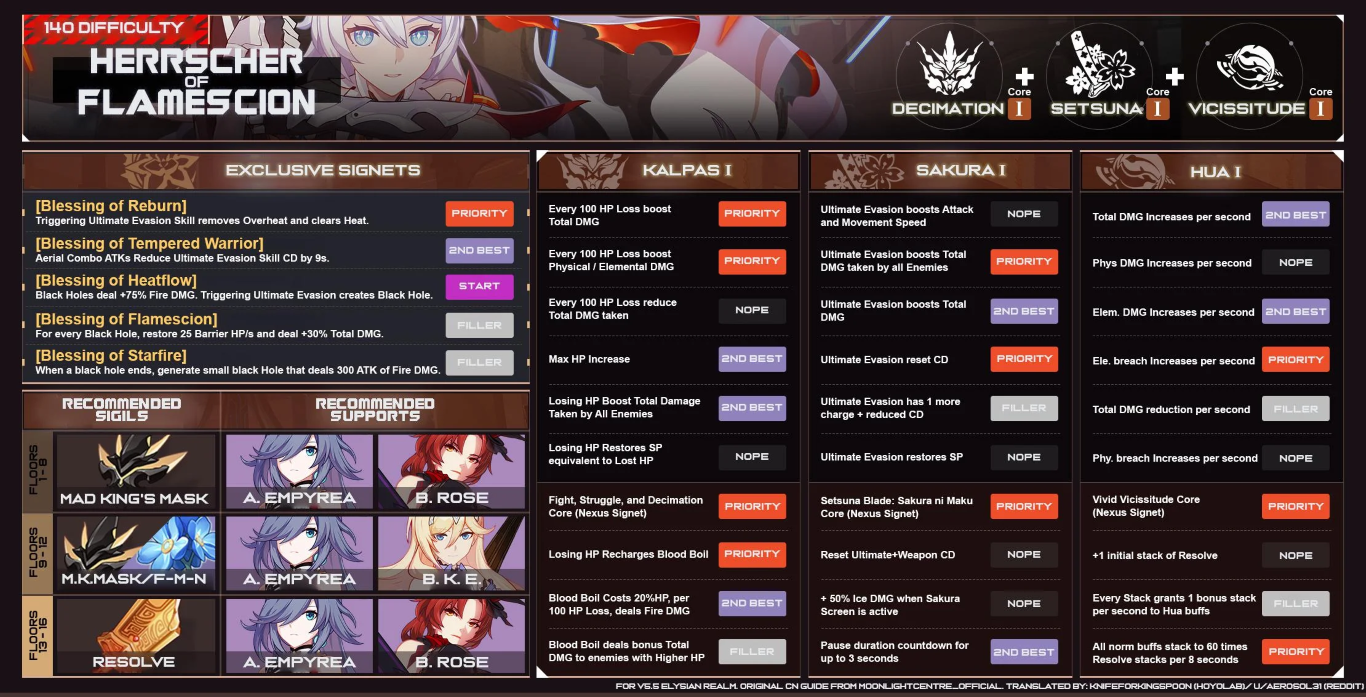 140 DIFFICULTY
HERRSCHER
OF
FLAMESCION
DECIMATION
Core
I
+
SETSUNA
Core
I
+
VICISSITUDE
Core
I
EXCLUSIVE SIGNETS
[Blessing of Reburn]
Triggering Ultimate Evasion Skill removes Overheat and clears Heat.
PRIORITY
[Blessing of Tempered Warrior]
Aerial Combo ATKs Reduce Ultimate Evasion Skill CD by 9s.
2ND BEST
[Blessing of Heatflow]
Black Holes deal +75% Fire DMG. Triggering Ultimate Evasion creates Black Hole.
START
[Blessing of Flamescion]
For every Black Hole, restore 25 Barrier HP/s and deal +30% Total DMG.
FILLER
[Blessing of Starfire]
When a black hole ends, generate small black Hole that deals 300 ATK of Fire DMG.
FILLER
RECOMMENDED
SIGILS
RECOMMENDED
SUPPORTS
FLOORS
1-8
MAD KING'S MASK
A. EMPYREA
B. ROSE
FLOORS
9-12
M.K.MASK/F-M-N
A. EMPYREA
B. K. E.
FLOORS
13-16
RESOLVE
A. EMPYREA
B. ROSE
KALPAS I
Every 100 HP Loss boost
Total DMG
PRIORITY
Every 100 HP Loss boost
Physical / Elemental DMG
PRIORITY
Every 100 HP Loss reduce
Total DMG taken
NOPE
Max HP Increase
2ND BEST
Losing HP Boost Total Damage
Taken by All Enemies
2ND BEST
Losing HP Restores SP
equivalent to Lost HP
NOPE
Fight, Struggle, and Decimation
Core (Nexus Signet)
PRIORITY
Losing HP Recharges Blood Boil
PRIORITY
Blood Boil Costs 20%HP, per
100 HP Loss, deals Fire DMG
2ND BEST
Blood Boil deals bonus Total
DMG to enemies with Higher HP
FILLER
SAKURA I
Ultimate Evasion boosts Attack
and Movement Speed
NOPE
Ultimate Evasion boosts Total
DMG taken by all Enemies
PRIORITY
Ultimate Evasion boosts Total
DMG
2ND BEST
Ultimate Evasion reset CD
PRIORITY
Ultimate Evasion has 1 more
charge + reduced CD
FILLER
Ultimate Evasion restores SP
NOPE
Setsuna Blade: Sakura ni Maku
Core (Nexus Signet)
PRIORITY
Reset Ultimate+Weapon CD
NOPE
+ 50% Ice DMG when Sakura
Screen is active
NOPE
Pause duration countdown for
up to 3 seconds
2ND BEST
HUA I
Total DMG Increases per second
2ND BEST
Phys DMG Increases per second
NOPE
Elem. DMG Increases per second
2ND BEST
Ele. breach Increases per second
PRIORITY
Total DMG reduction per second
FILLER
Phy. breach Increases per second
NOPE
Vivid Vicissitude Core
(Nexus Signet)
PRIORITY
+1 initial stack of Resolve
NOPE
Every Stack grants 1 bonus stack
per second to Hua buffs
FILLER
All norm buffs stack to 60 times
Resolve stacks per 8 seconds
PRIORITY
FOR V5.5 ELYSIAN REALM. ORIGINAL CN GUIDE FROM MOONLIGHTCENTRE_OFFICIAL. TRANSLATED BY: KNIFEFORKINGSPOON (HOYOLAB)/ U/AEROSOL31 (REDDIT)